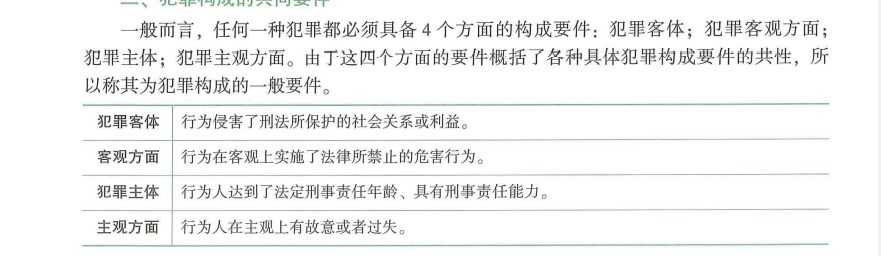 二、犯罪构成的共同要件
一般而言，任何一种犯罪都必须具备4个方面的构成要件：犯罪客体；犯罪客观方面；
犯罪主体；犯罪主观方面。由丁这四个方面的要件概括了各种具体犯罪构成要件的共性，所
以称其为犯罪构成的一般要件。
犯罪客体 行为侵害了刑法所保护的社会关系或利益。
客观方面 行为在客观上实施了法律所禁止的危害行为。
犯罪主体 行为人达到了法定刑事责任年龄、具有刑事责任能力。
主观方面 行为人在主观上有故意或者过失。